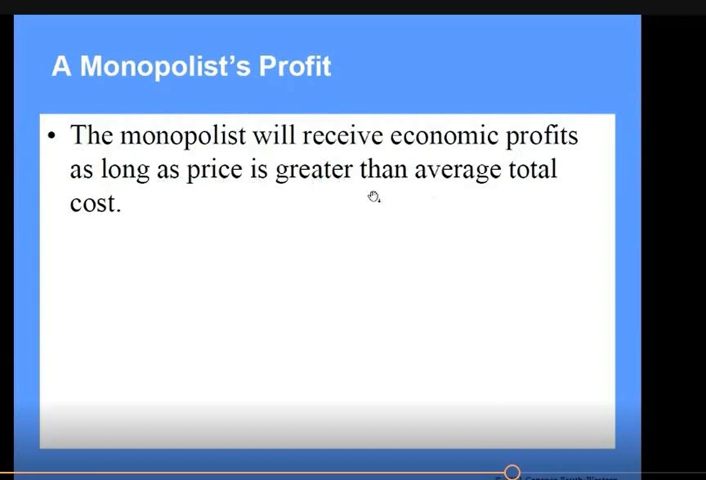 A Monopolist's Profit
• The monopolist will receive economic profits
as long as price is greater than average total
cost.